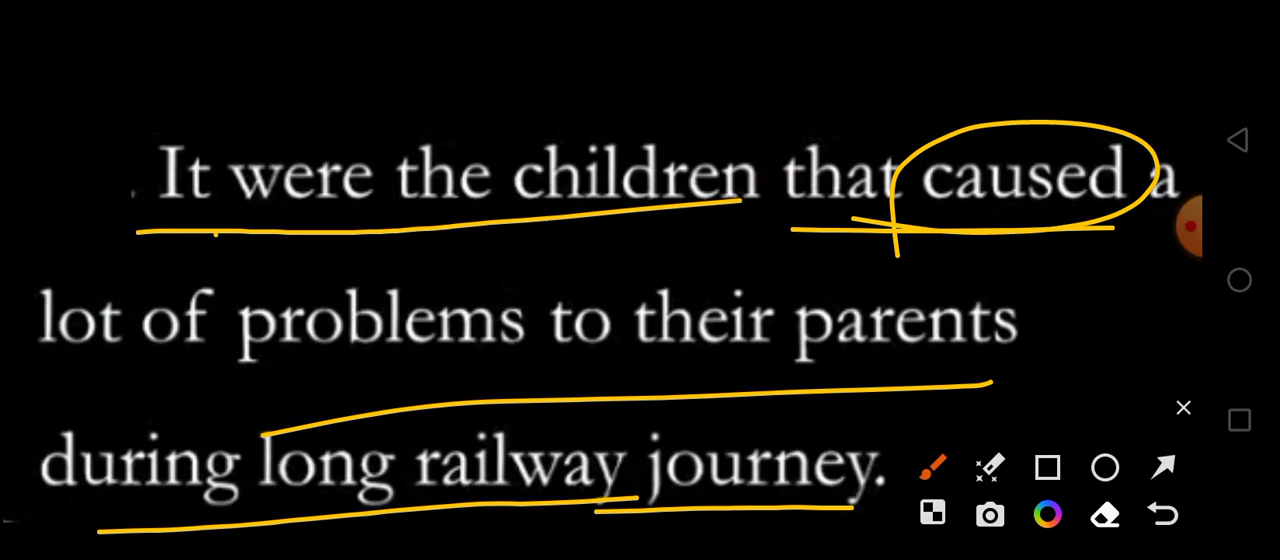 It were the children that caused a
lot of problems to their parents
during long railway journey.